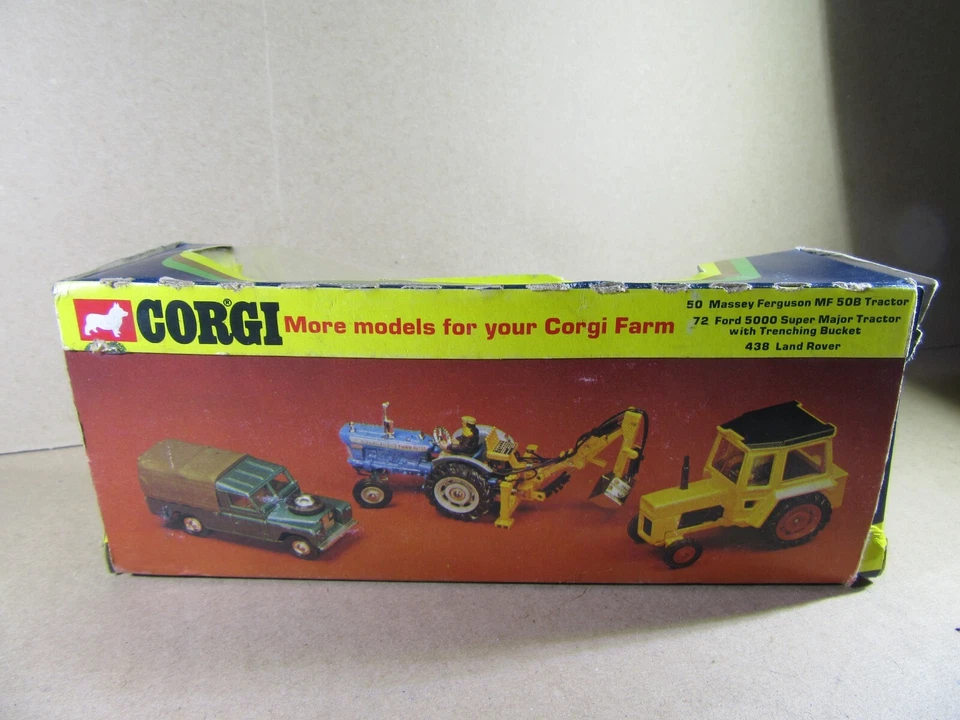 CORGI®
More models for your Corgi Farm
50 Massey Ferguson MF 50B Tractor
72 Ford 5000 Super Major Tractor
with Trenching Bucket
438 Land Rover